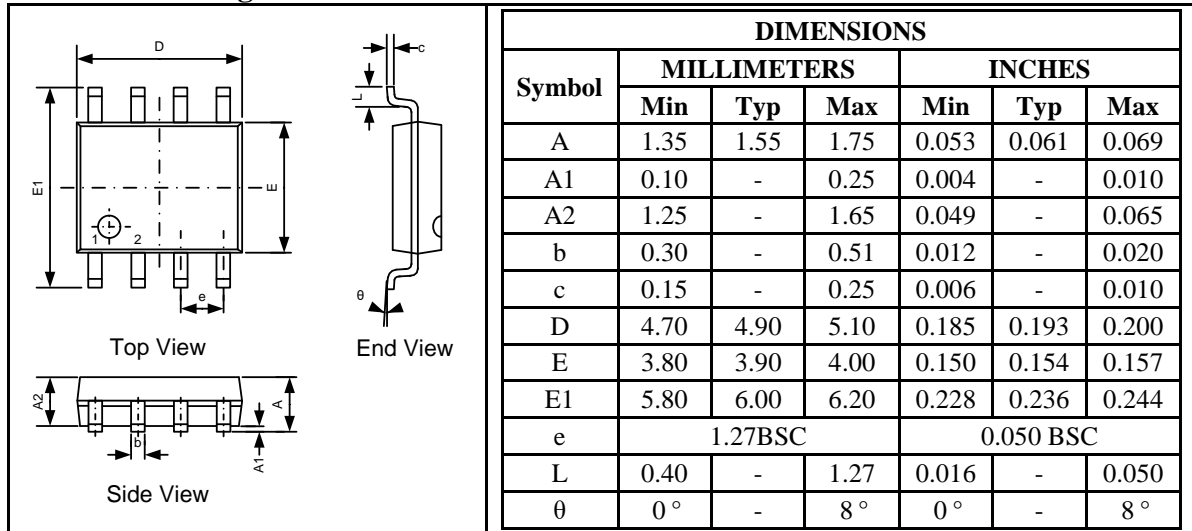 D
E1
E
1 2
e
Top View
c
L
θ
End View
A2
A
b
A1
Side View
DIMENSIONS
Symbol MILLIMETERS INCHES
Min Typ Max Min Typ Max
A 1.35 1.55 1.75 0.053 0.061 0.069
A1 0.10 - 0.25 0.004 - 0.010
A2 1.25 - 1.65 0.049 - 0.065
b 0.30 - 0.51 0.012 - 0.020
c 0.15 - 0.25 0.006 - 0.010
D 4.70 4.90 5.10 0.185 0.193 0.200
E 3.80 3.90 4.00 0.150 0.154 0.157
E1 5.80 6.00 6.20 0.228 0.236 0.244
e 1.27BSC 0.050 BSC
L 0.40 - 1.27 0.016 - 0.050
θ 0 ° - 8 ° 0 ° - 8 °